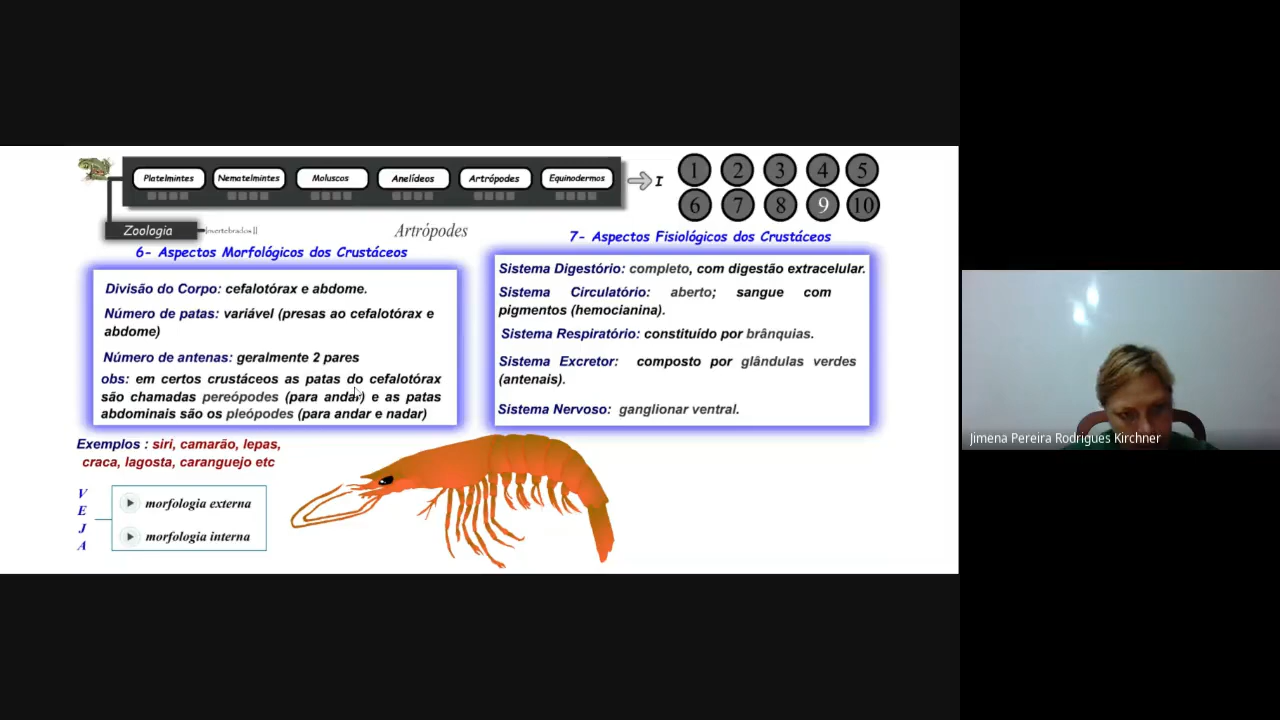 Platelmintes
Nematelmintes
Moluscos
Anelídeos
Artrópodes
Equinodermos
I
1 2 3 4 5
6 7 8 9 10
Zoologia
Invertebrados II
Artrópodes
6- Aspectos Morfológicos dos Crustáceos
Divisão do Corpo: cefalotórax e abdome.
Número de patas: variável (presas ao cefalotórax e
abdome)
Número de antenas: geralmente 2 pares
obs: em certos crustáceos as patas do cefalotórax
são chamadas pereópodes (para andar) e as patas
abdominais são os pleópodes (para andar e nadar)
7- Aspectos Fisiológicos dos Crustáceos
Sistema Digestório: completo, com digestão extracelular.
Sistema Circulatório: aberto; sangue com
pigmentos (hemocianina).
Sistema Respiratório: constituído por brânquias.
Sistema Excretor: composto por glândulas verdes
(antenais).
Sistema Nervoso: ganglionar ventral.
Exemplos : siri, camarão, lepas,
craca, lagosta, caranguejo etc
V
E
J
A
morfologia externa
morfologia interna
Jimena Pereira Rodrigues Kirchner